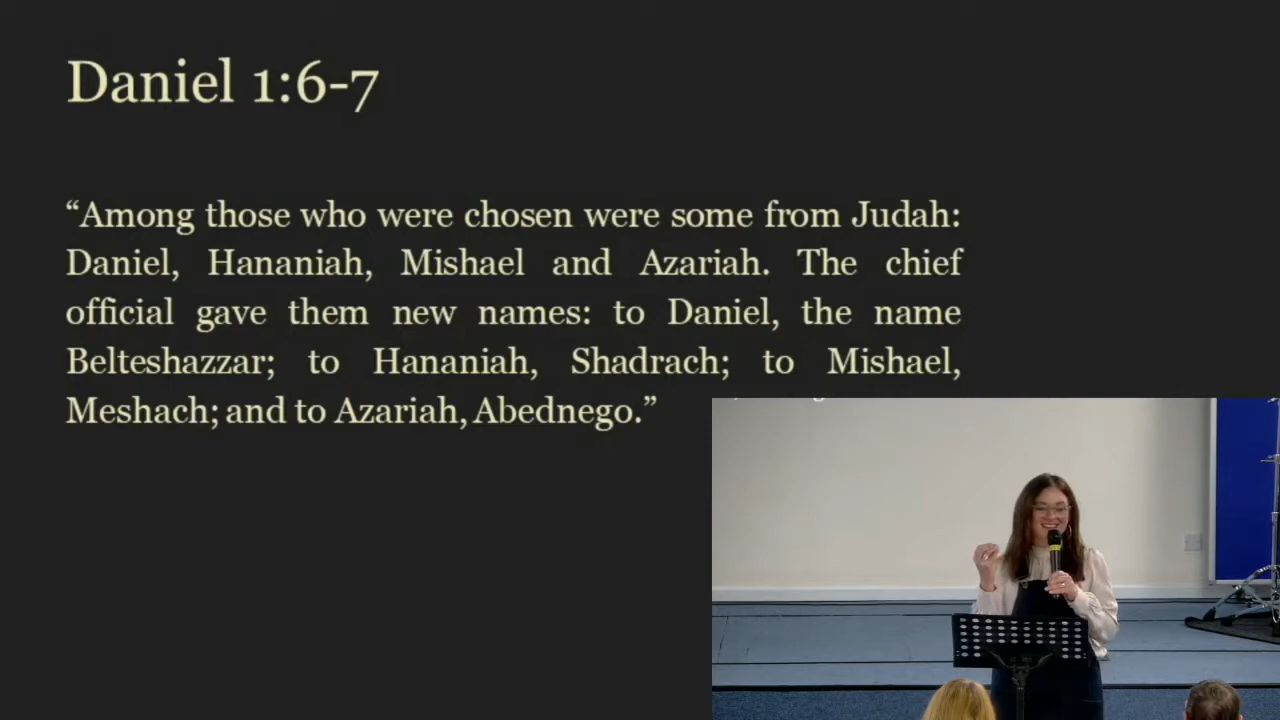 Daniel 1:6-7
“Among those who were chosen were some from Judah:
Daniel, Hananiah, Mishael and Azariah. The chief
official gave them new names: to Daniel, the name
Belteshazzar; to Hananiah, Shadrach; to Mishael,
Meshach; and to Azariah, Abednego.”